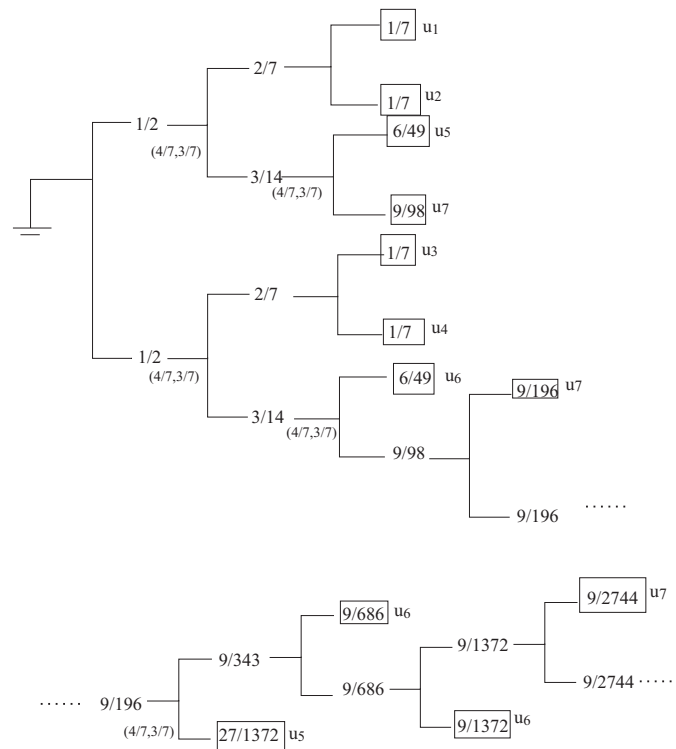 1/7 u1
2/7
1/7 u2
1/2
(4/7,3/7)
6/49 u5
3/14
(4/7,3/7)
9/98 u7
1/7 u3
2/7
1/7 u4
1/2
(4/7,3/7)
6/49 u6
9/196 u7
3/14
(4/7,3/7)
9/98
9/196 ......
9/686 u6
9/2744 u7
9/343
9/1372
...... 9/196
9/686
9/2744 .....
(4/7,3/7)
27/1372 u5
9/1372 u6